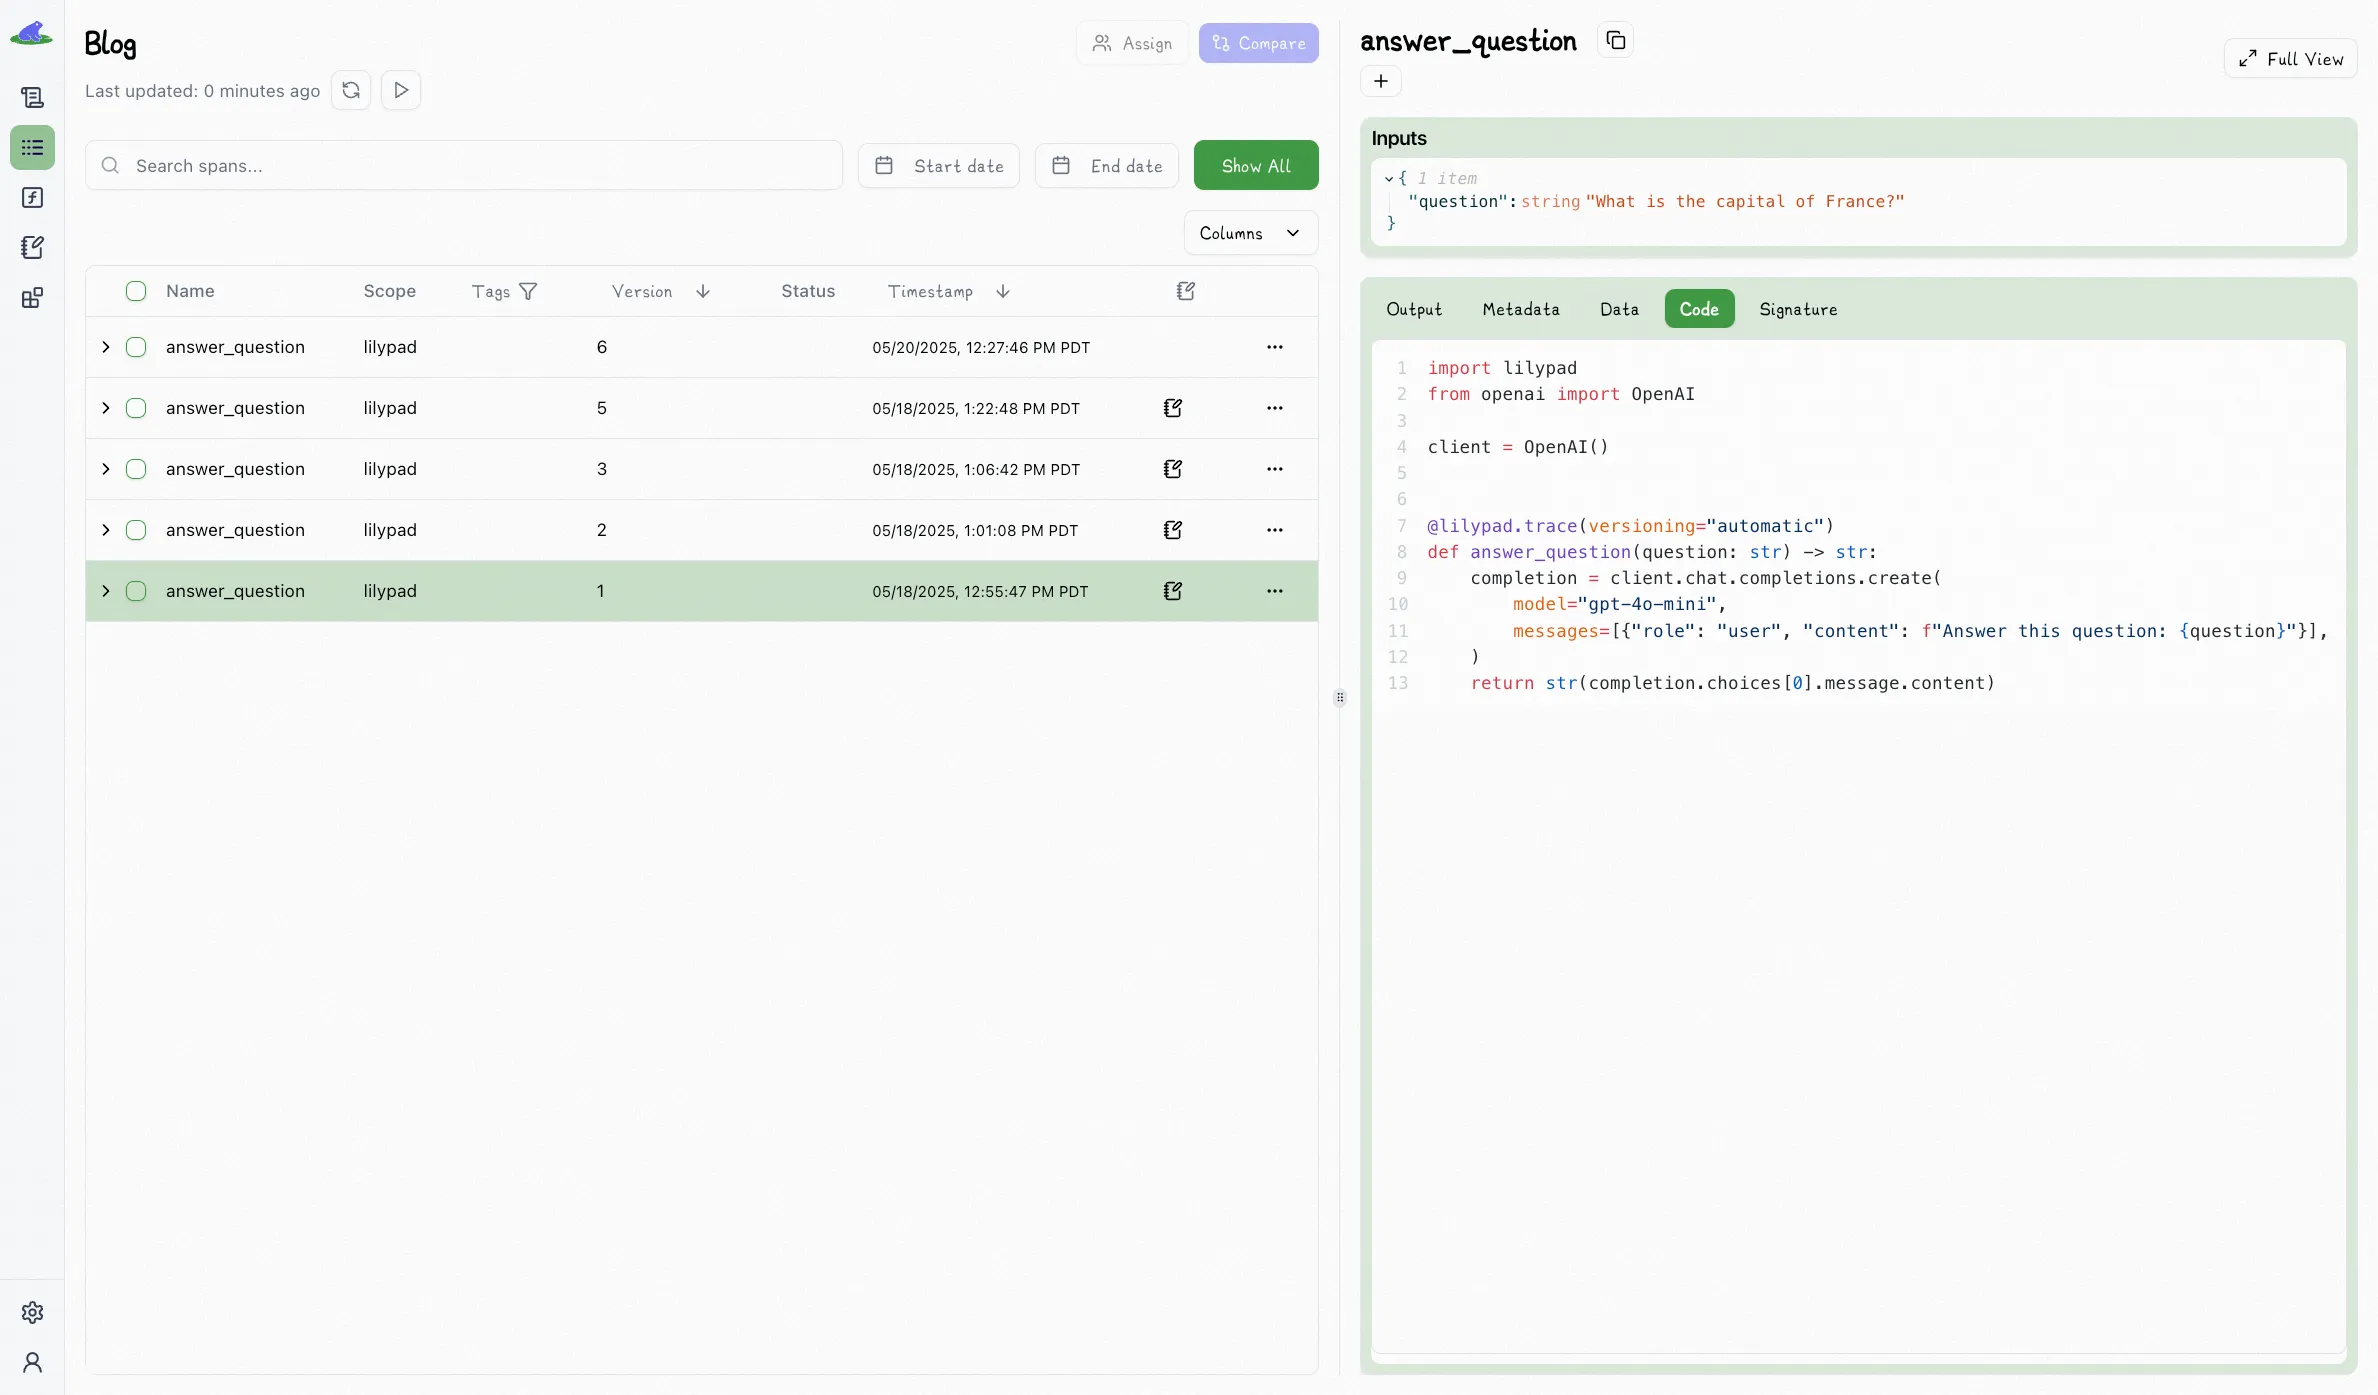 Blog
Assign
Compare
Last updated: 0 minutes ago
Search spans...
Start date
End date
Show All
Columns
Name Scope Tags Version Status Timestamp
answer_question lilypad 6 05/20/2025, 12:27:46 PM PDT
answer_question lilypad 5 05/18/2025, 1:22:48 PM PDT
answer_question lilypad 3 05/18/2025, 1:06:42 PM PDT
answer_question lilypad 2 05/18/2025, 1:01:08 PM PDT
answer_question lilypad 1 05/18/2025, 12:55:47 PM PDT
answer_question
Full View
+
Inputs
{ 1 item
"question": string "What is the capital of France?"
}
Output Metadata Data Code Signature
1 import lilypad
2 from openai import OpenAI
3
4 client = OpenAI()
5
6
7 @lilypad.trace(versioning="automatic")
8 def answer_question(question: str) -> str:
9     completion = client.chat.completions.create(
10         model="gpt-4o-mini",
11         messages=[{"role": "user", "content": f"Answer this question: {question}"}],
12     )
13     return str(completion.choices[0].message.content)